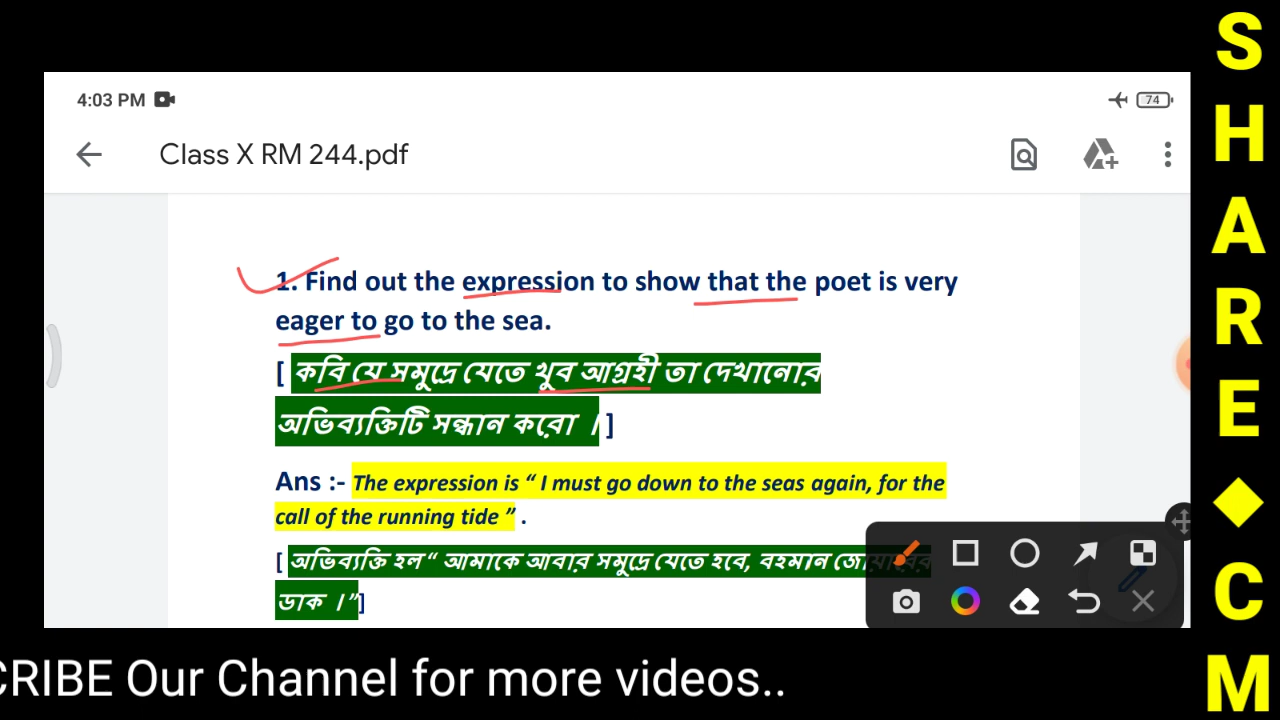 4:03 PM
74
Class X RM 244.pdf
1. Find out the expression to show that the poet is very
eager to go to the sea.
[ কবি যে সমুদ্রে যেতে খুব আগ্রহী তা দেখানোর
অভিব্যক্তিটি সন্ধান করো । ]
Ans :- The expression is “ I must go down to the seas again, for the
call of the running tide ” .
[ অভিব্যক্তি হল “ আমাকে আবার সমুদ্রে যেতে হবে, বহমান জোয়ারের
ডাক ।”]
CRIBE Our Channel for more videos..
SHARE◆CM